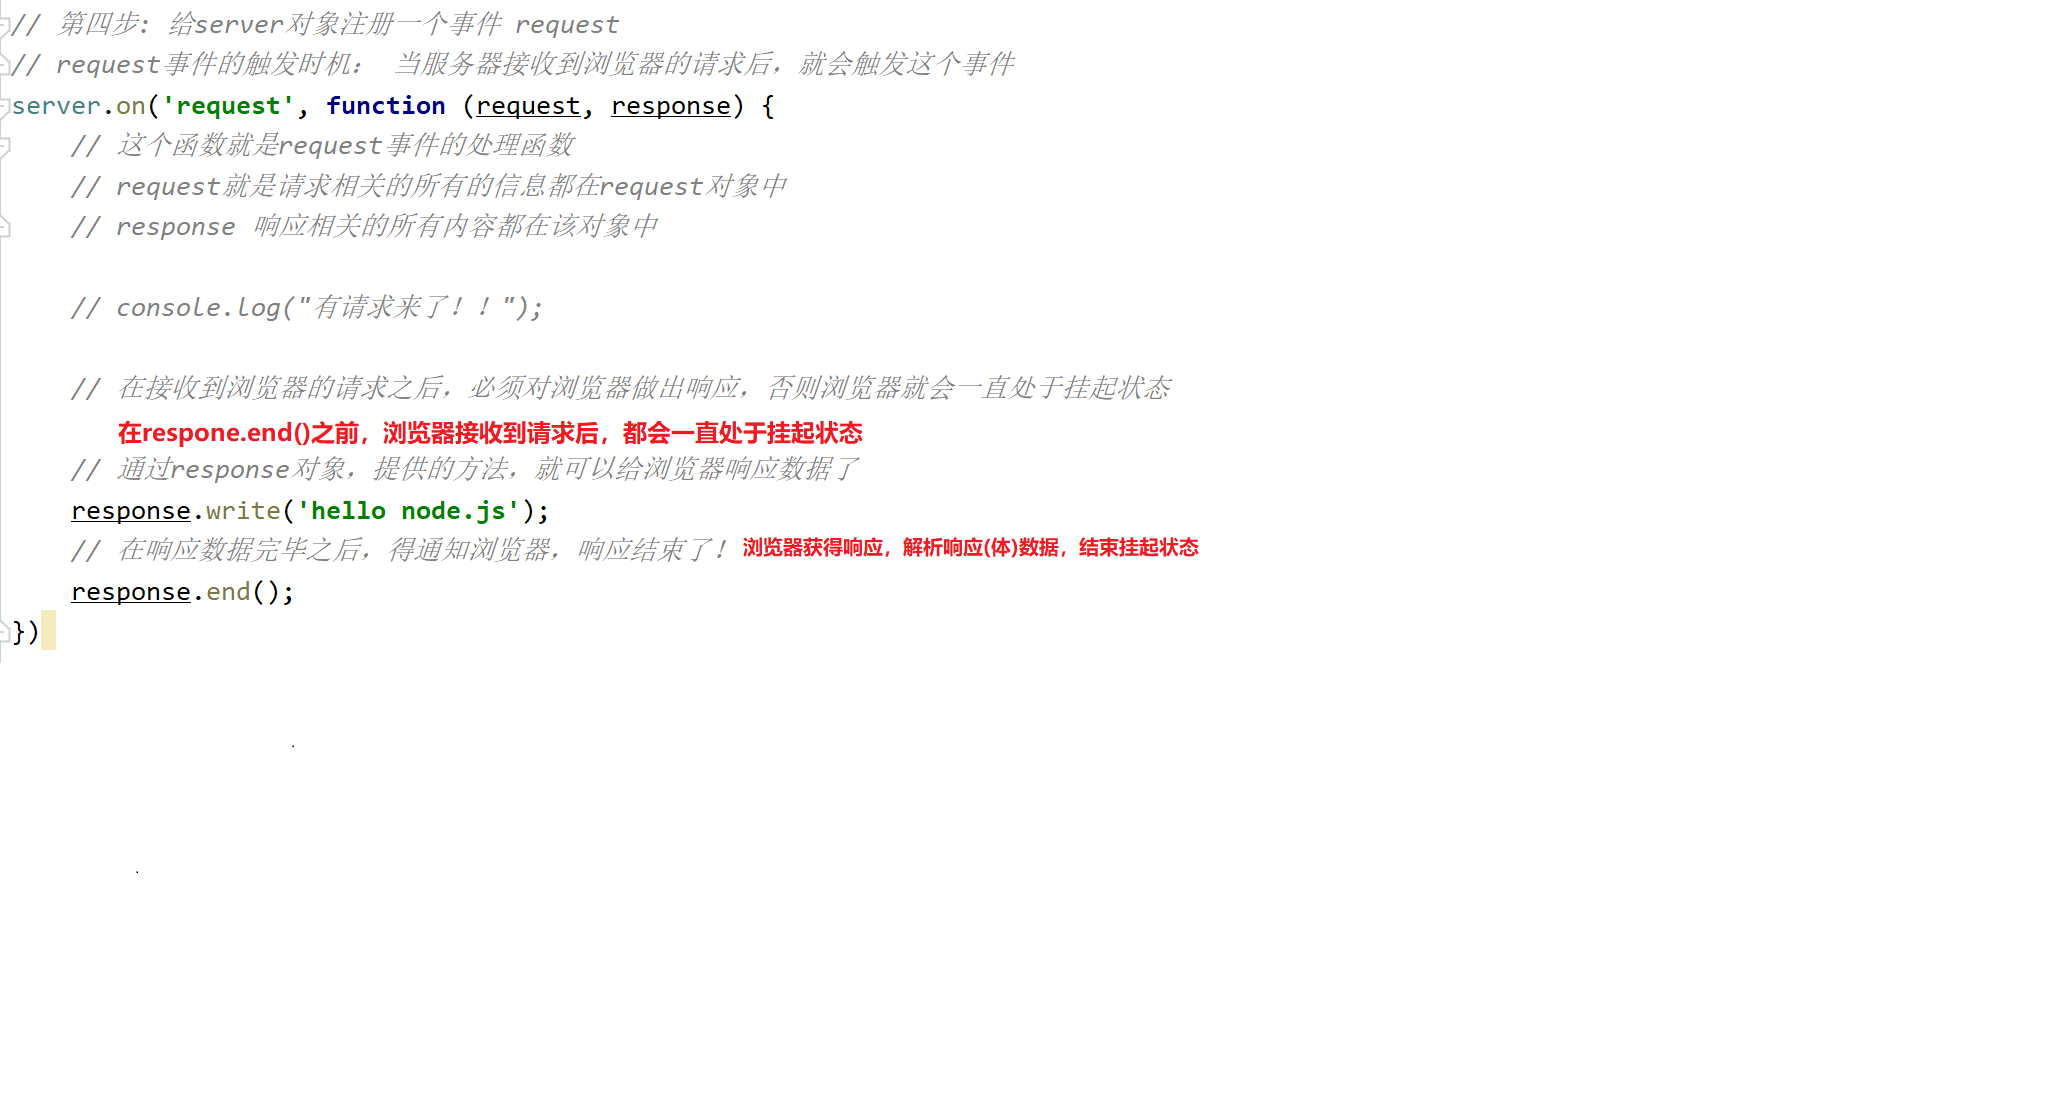 // 第四步: 给server对象注册一个事件 request
// request事件的触发时机: 当服务器接收到浏览器的请求后，就会触发这个事件
server.on('request', function (request, response) {
// 这个函数就是request事件的处理函数
// request就是请求相关的所有的信息都在request对象中
// response 响应相关的所有内容都在该对象中
// console.log("有请求来了！！");
// 在接收到浏览器的请求之后，必须对浏览器做出响应，否则浏览器就会一直处于挂起状态
在respone.end()之前，浏览器接收到请求后，都会一直处于挂起状态
// 通过response对象，提供的方法，就可以给浏览器响应数据了
response.write('hello node.js');
// 在响应数据完毕之后，得通知浏览器，响应结束了！ 浏览器获得响应，解析响应(体)数据，结束挂起状态
response.end();
})